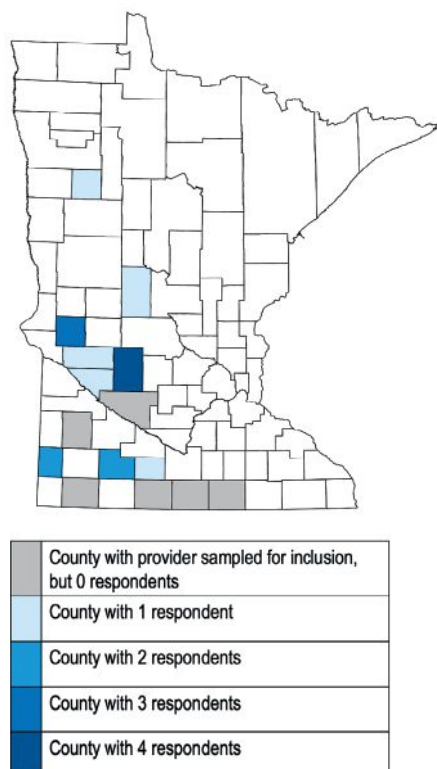 County with provider sampled for inclusion,
but 0 respondents
County with 1 respondent
County with 2 respondents
County with 3 respondents
County with 4 respondents